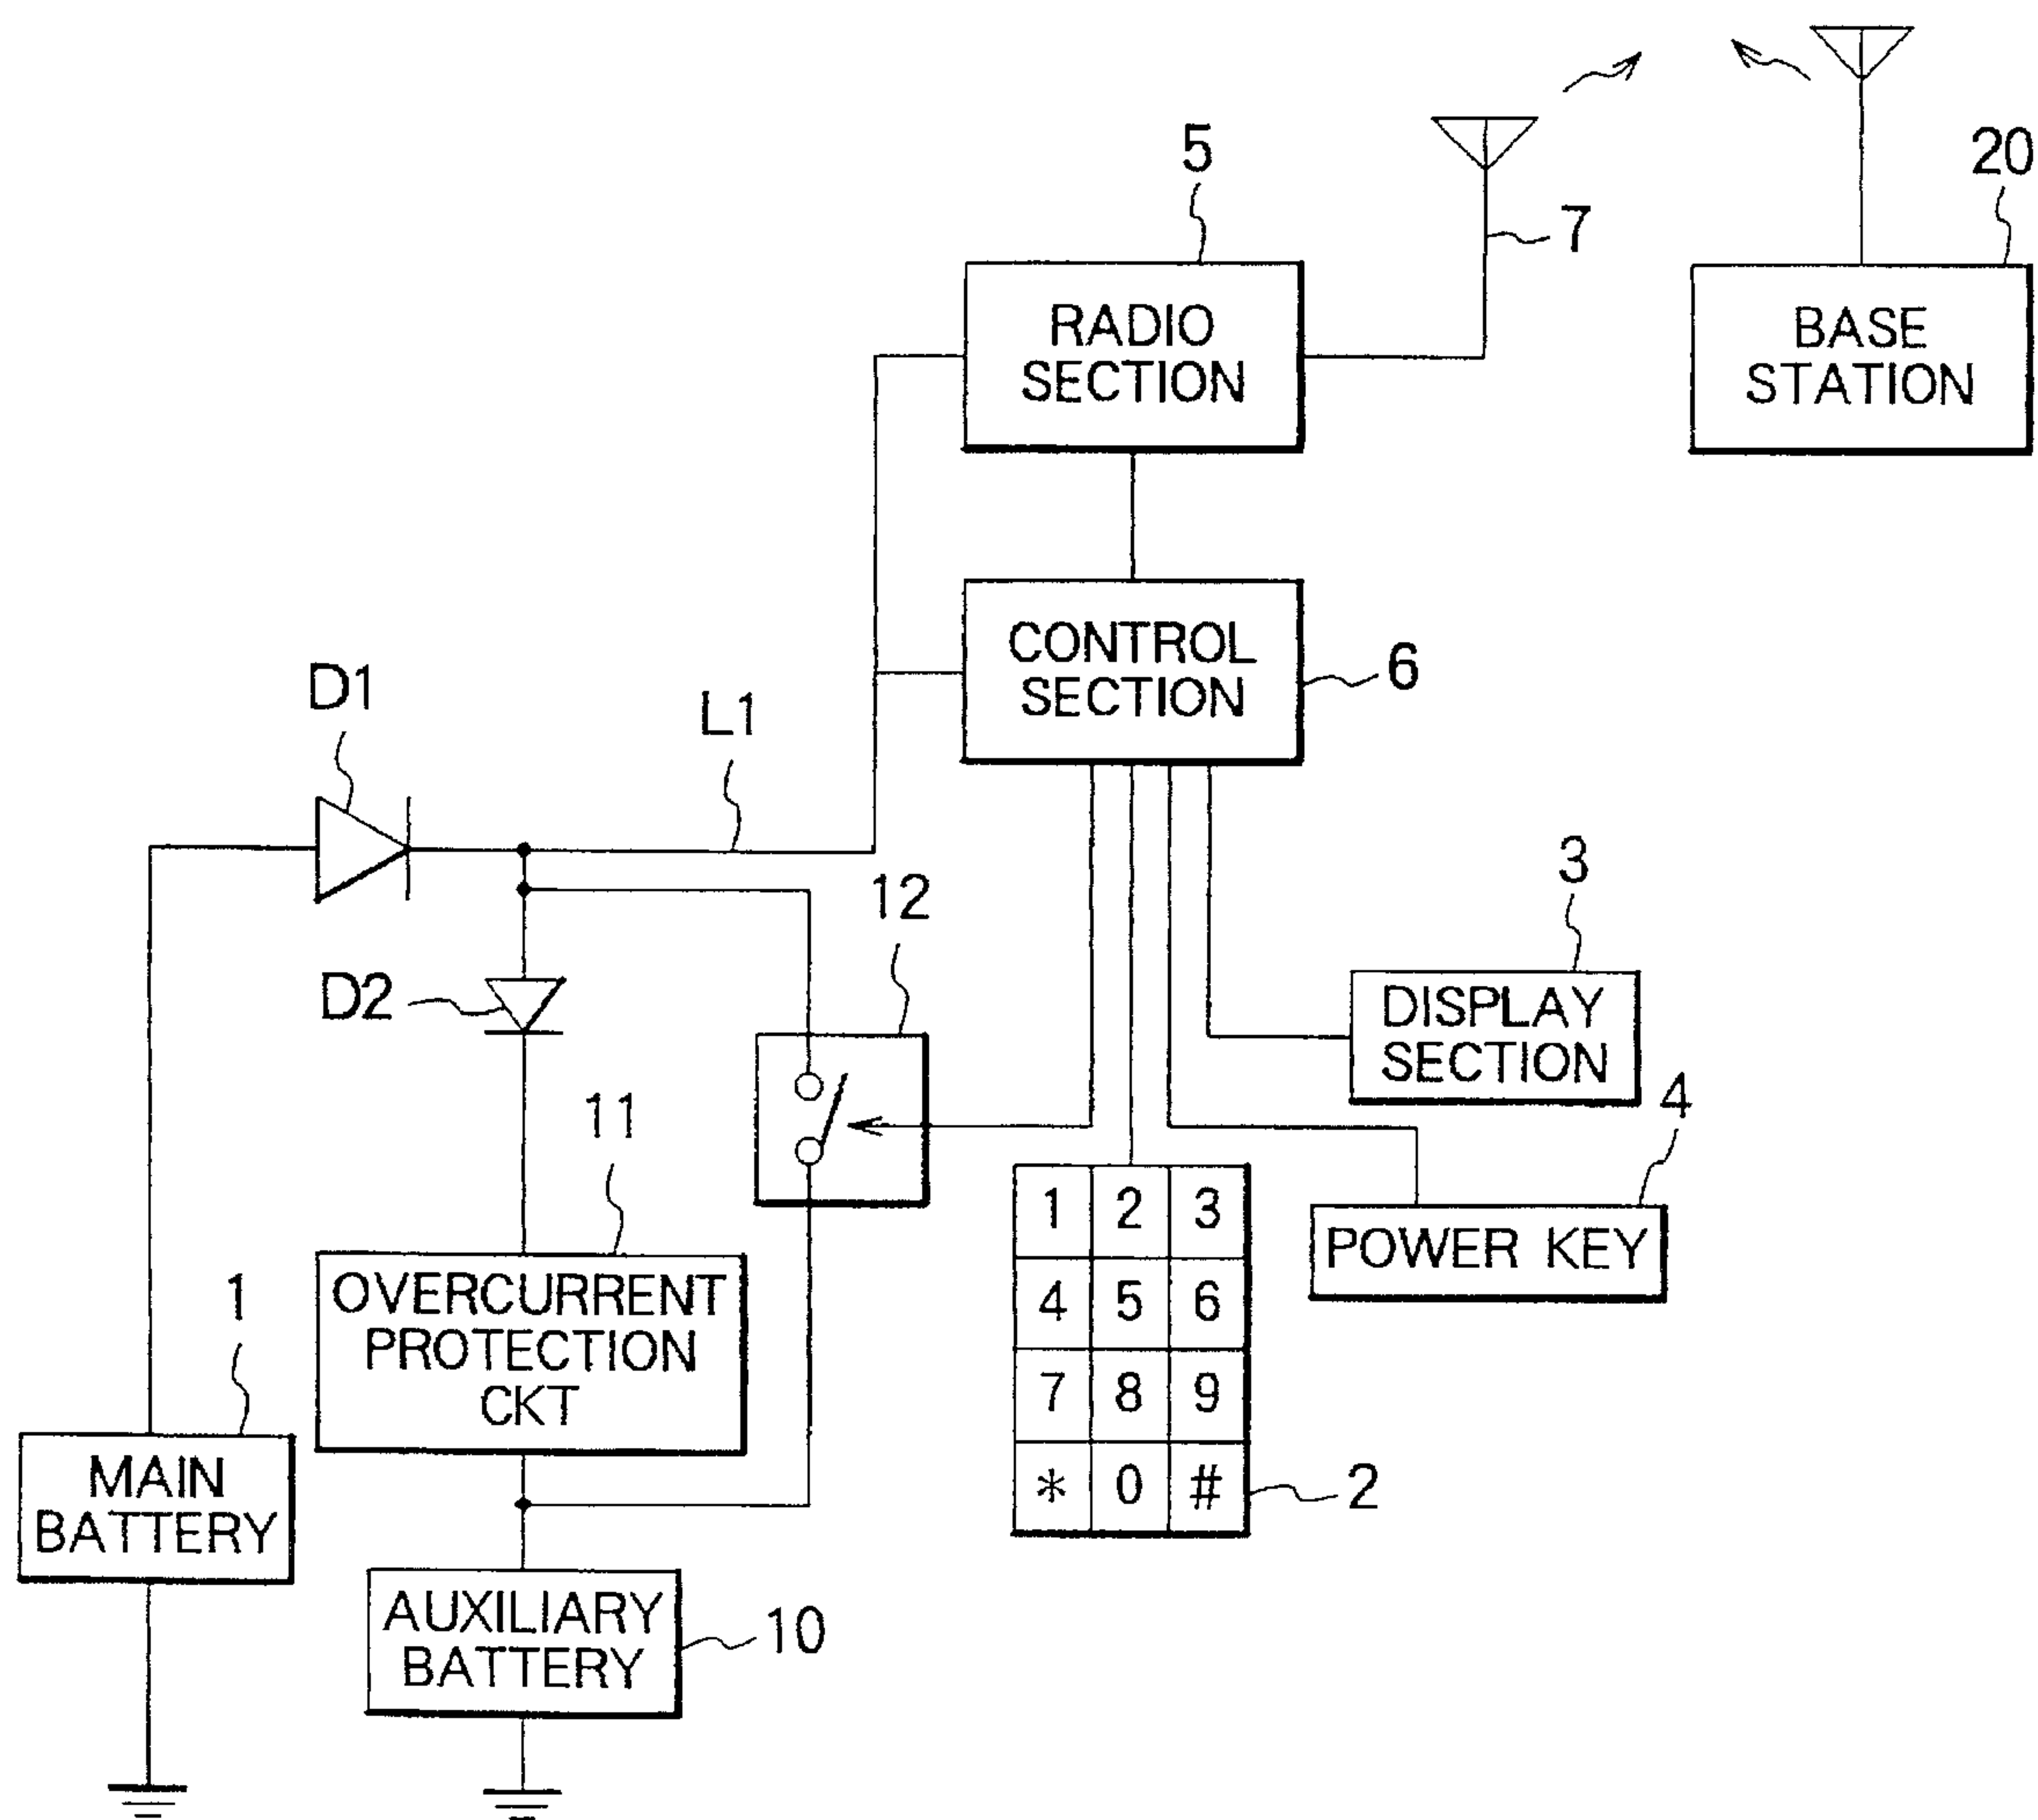 5
20
7
RADIO
SECTION
BASE
STATION
CONTROL
SECTION
6
D1
L1
12
3
D2
DISPLAY
SECTION
4
11
1 2 3
POWER KEY
OVERCURRENT
PROTECTION
CKT
1
4 5 6
7 8 9
MAIN
BATTERY
* 0 #
2
AUXILIARY
BATTERY
10